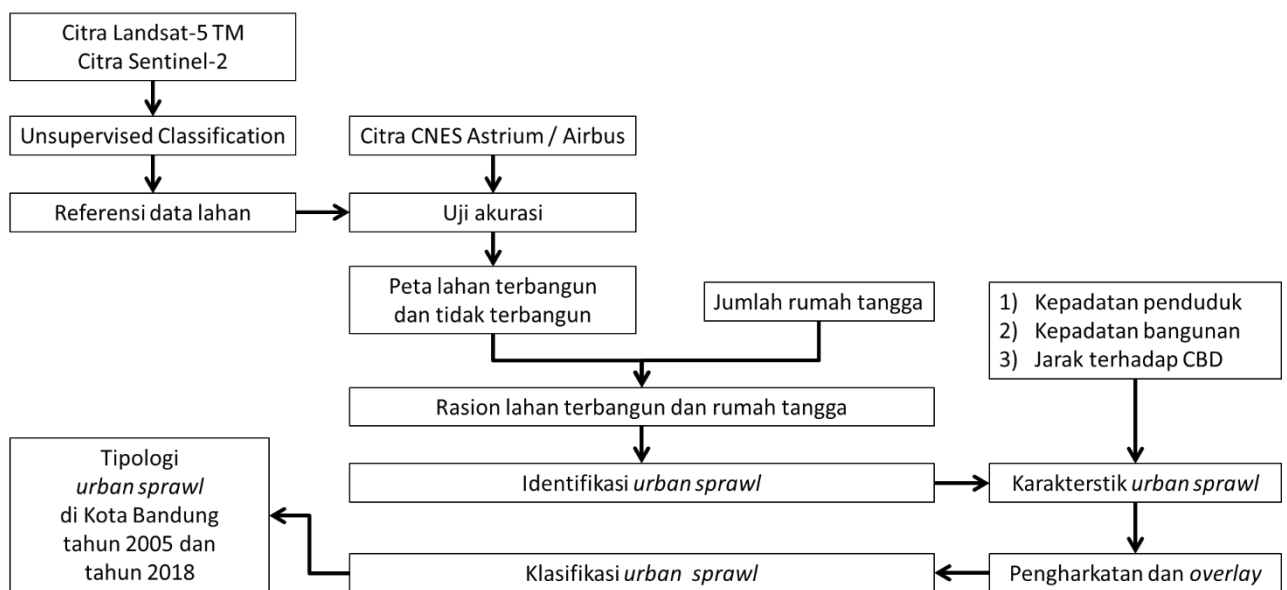 Citra Landsat-5 TM
Citra Sentinel-2
Unsupervised Classification
Citra CNES Astrium / Airbus
Referensi data lahan
Uji akurasi
Peta lahan terbangun
dan tidak terbangun
Jumlah rumah tangga
1) Kepadatan penduduk
2) Kepadatan bangunan
3) Jarak terhadap CBD
Rasion lahan terbangun dan rumah tangga
Identifikasi urban sprawl
Karakterstik urban sprawl
Pengharkatan dan overlay
Klasifikasi urban sprawl
Tipologi
urban sprawl
di Kota Bandung
tahun 2005 dan
tahun 2018